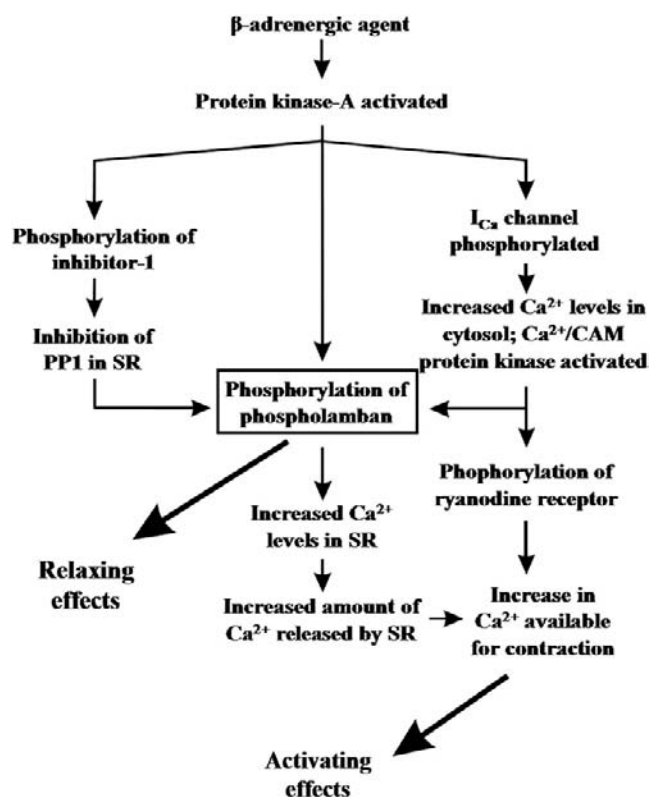 β-adrenergic agent
Protein kinase-A activated
Phosphorylation of
inhibitor-1
Inhibition of
PP1 in SR
I_Ca channel
phosphorylated
Increased Ca²⁺ levels in
cytosol; Ca²⁺/CAM
protein kinase activated
Phosphorylation of
phospholamban
Phophorylation of
ryanodine receptor
Increased Ca²⁺
levels in SR
Relaxing
effects
Increased amount of
Ca²⁺ released by SR
Increase in
Ca²⁺ available
for contraction
Activating
effects